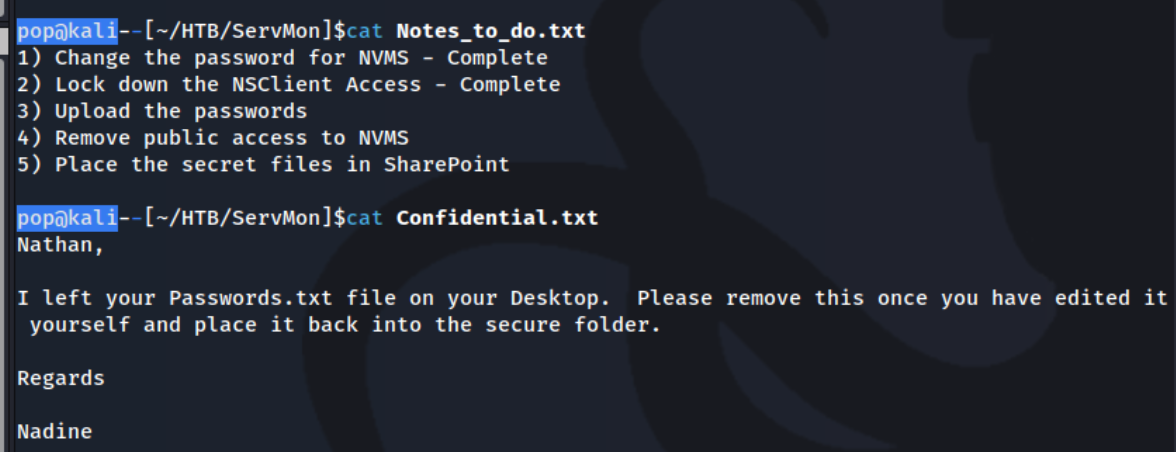 pop@kali--[~/HTB/ServMon]$cat Notes_to_do.txt
1) Change the password for NVMS - Complete
2) Lock down the NSClient Access - Complete
3) Upload the passwords
4) Remove public access to NVMS
5) Place the secret files in SharePoint
pop@kali--[~/HTB/ServMon]$cat Confidential.txt
Nathan,
I left your Passwords.txt file on your Desktop.  Please remove this once you have edited it
 yourself and place it back into the secure folder.
Regards
Nadine